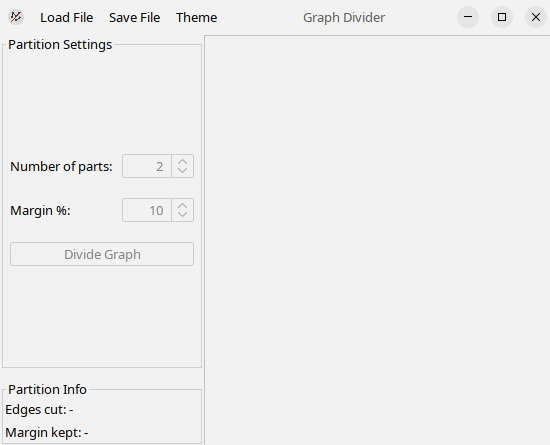 Load File Save File Theme Graph Divider
Partition Settings
Number of parts: 2
Margin %: 10
Divide Graph
Partition Info
Edges cut: -
Margin kept: -